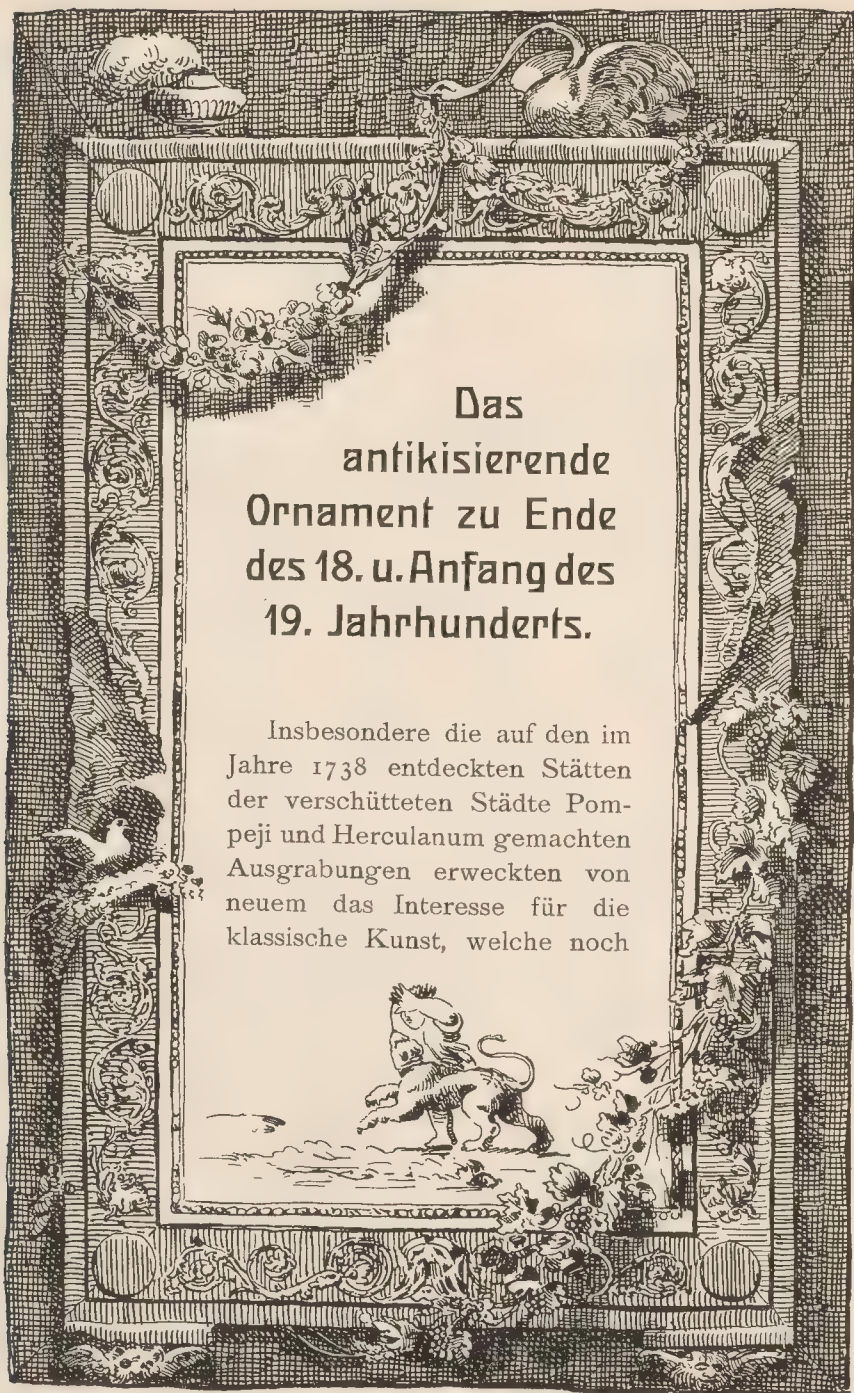 Das
antikisierende
Ornament zu Ende
des 18. u. Anfang des
19. Jahrhunderts.
Insbesondere die auf den im
Jahre 1738 entdeckten Stätten
der verschütteten Städte Pom-
peji und Herculanum gemachten
Ausgrabungen erweckten von
neuem das Interesse für die
klassische Kunst, welche noch